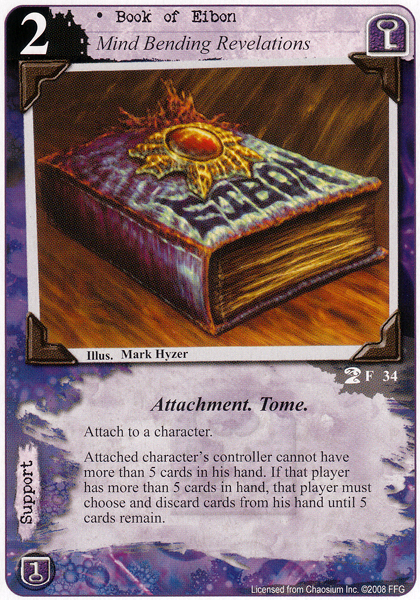 2
• Book of Eibon
Mind Bending Revelations
EIBON
Illus. Mark Hyzer
F 34
Attachment. Tome.
Attach to a character.
Attached character's controller cannot have
more than 5 cards in his hand. If that player
has more than 5 cards in hand, that player must
choose and discard cards from his hand until 5
cards remain.
Support
1
Licensed from Chaosium Inc. ©2008 FFG